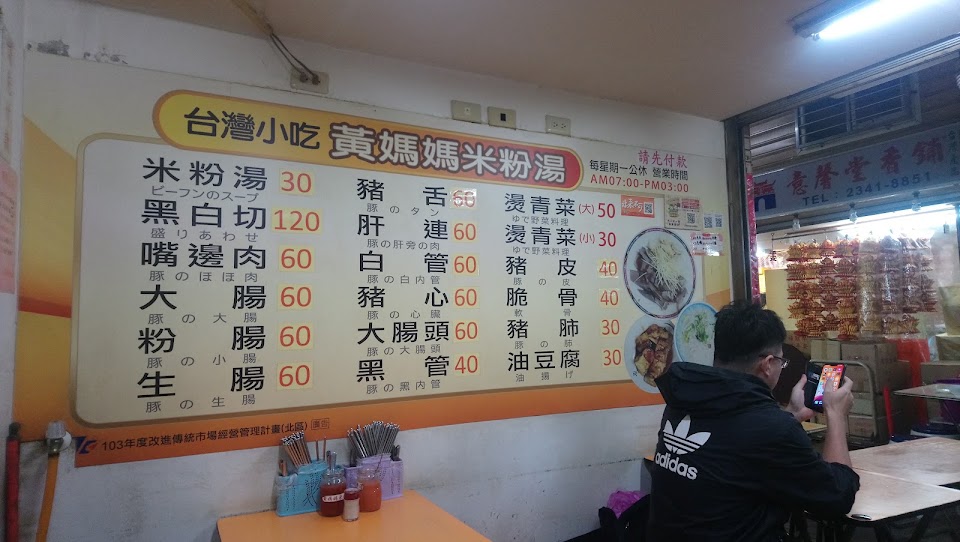 台灣小吃 黃媽媽米粉湯
請先付款
每星期一公休 營業時間
AM07:00-PM03:00
米粉湯 30
ビーフンのスープ
黑白切 120
盛りあわせ
嘴邊肉 60
豚のほほ肉
大腸 60
豚の大腸
粉腸 60
豚の小腸
生腸 60
豚の生腸
豬舌 60
豚のタン
肝連 60
豚の肝旁の肉
白管 60
豚の白内管
豬心 60
豚の心臓
大腸頭 60
豚の大腸頭
黑管 40
豚の黑内管
燙青菜(大) 50
ゆで野菜料理
燙青菜(小) 30
ゆで野菜料理
豬皮 40
豚の皮
脆骨 40
軟骨
豬肺 30
豚の肺
油豆腐 30
油揚げ
103年度改進傳統市場經營管理計畫(北區)
意馨堂香舖
TEL:2341-8851
adidas